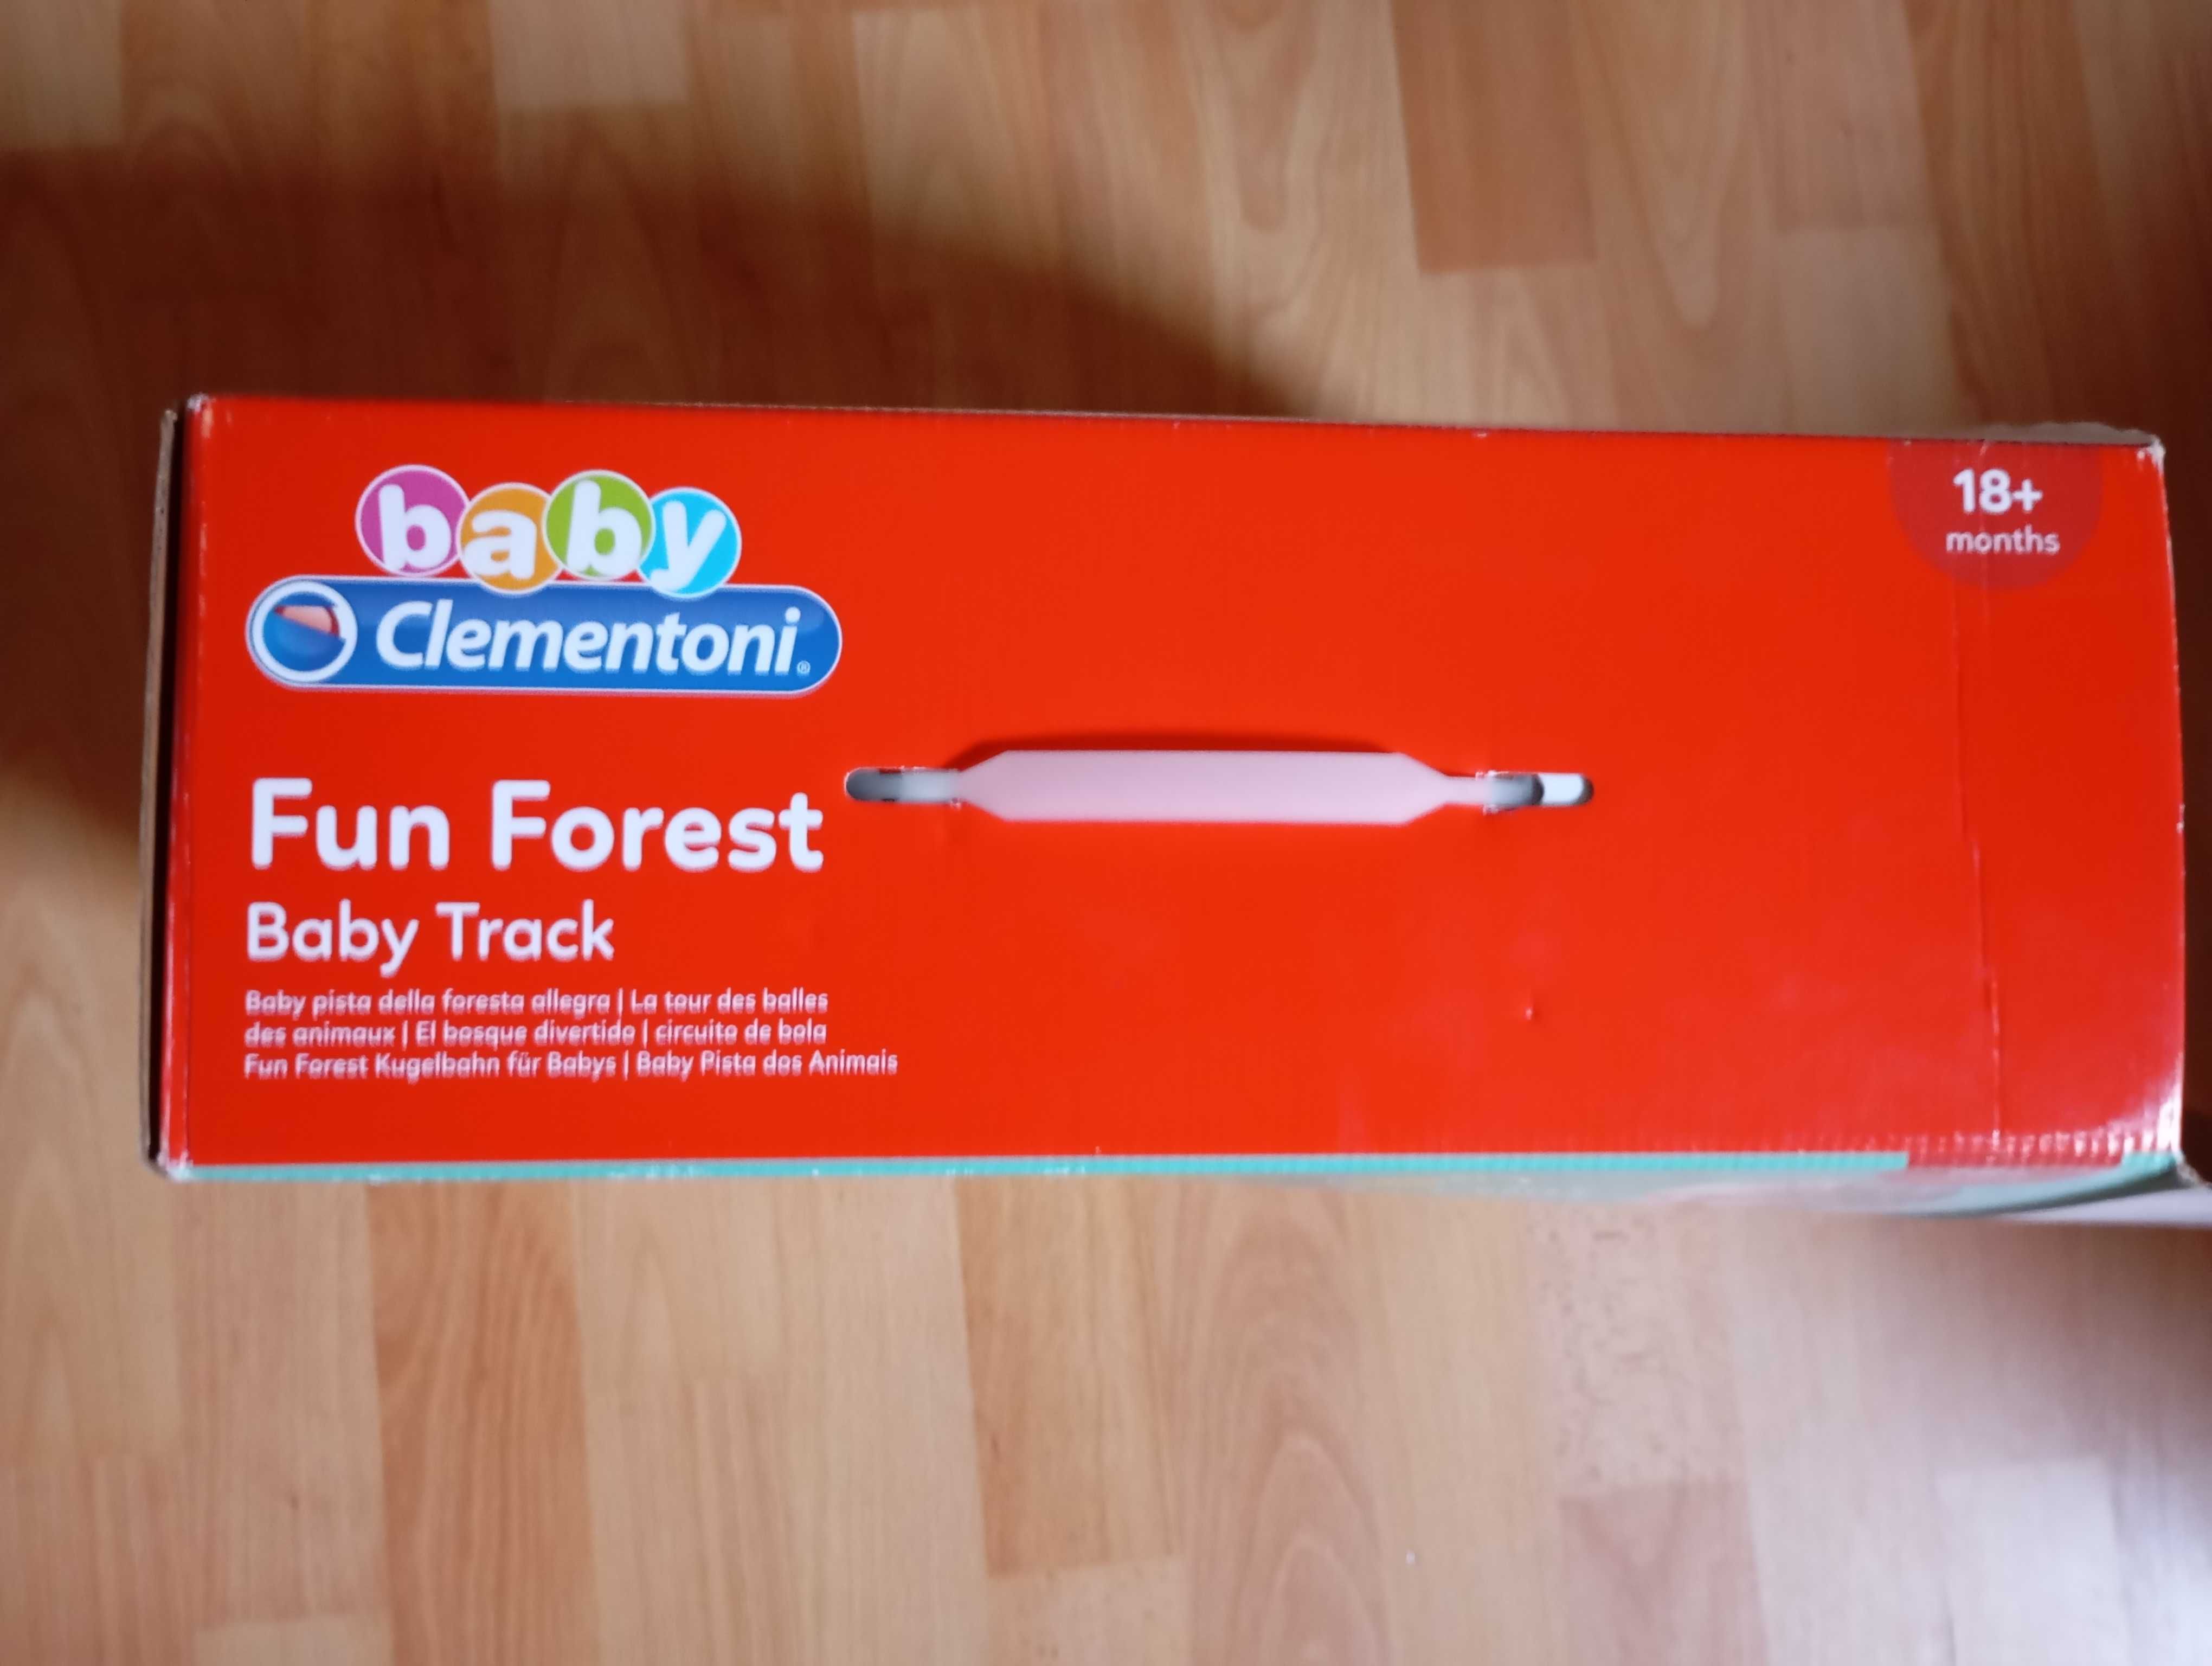 baby
Clementoni®
18+
months
Fun Forest
Baby Track
Baby pista della foresta allegra | La tour des balles
des animaux | El bosque divertido | circuito de bola
Fun Forest Kugelbahn für Babys | Baby Pista dos Animais